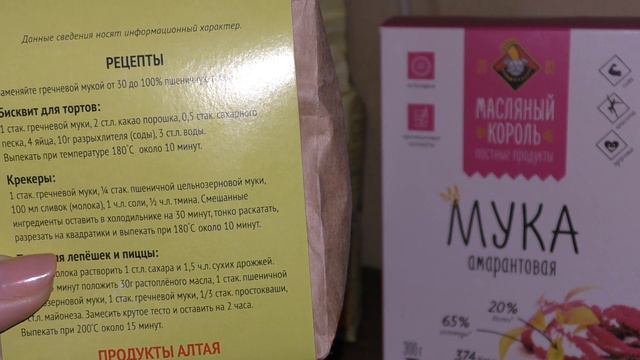 Данные сведения носят информационный характер.
РЕЦЕПТЫ
аменяйте гречневой мукой от 30 до 100%
бисквит для тортов:
1 стак. гречневой муки, 2 ст.л. какао порошка, 0,5 стак. сахарного
песка, 4 яйца, 10г разрыхлителя (соды), 3 ст.л. воды.
Выпекать при температуре 180˚С около 10 минут.
Крекеры:
1 стак. гречневой муки, ¼ стак. пшеничной цельнозерновой муки,
100 мл сливок (молока), 1 ч.л. соли, ½ ч.л. тмина. Смешанные
ингредиенты оставить в холодильнике на 30 минут, тонко раскатать,
разрезать на квадратики и выпекать при 180˚С около 10 минут.
лепёшек и пиццы:
олока растворить 1 ст.л. сахара и 1,5 ч.л. сухих дрожжей.
минут положить 30г растоплёного масла, 1 стак. пшеничной
зерновой муки, 1 стак. гречневой муки, 1/3 стак. простокваши,
ст.л. майонеза. Замесить крутое тесто и оставить на 2 часа.
Выпекать при 200˚С около 15 минут.
ПРОДУКТЫ АЛТАЯ
МАСЛЯНЫЙ
КОРОЛЬ
постные продукты
МУКА
амарантовая
20%
65%
300 г
374